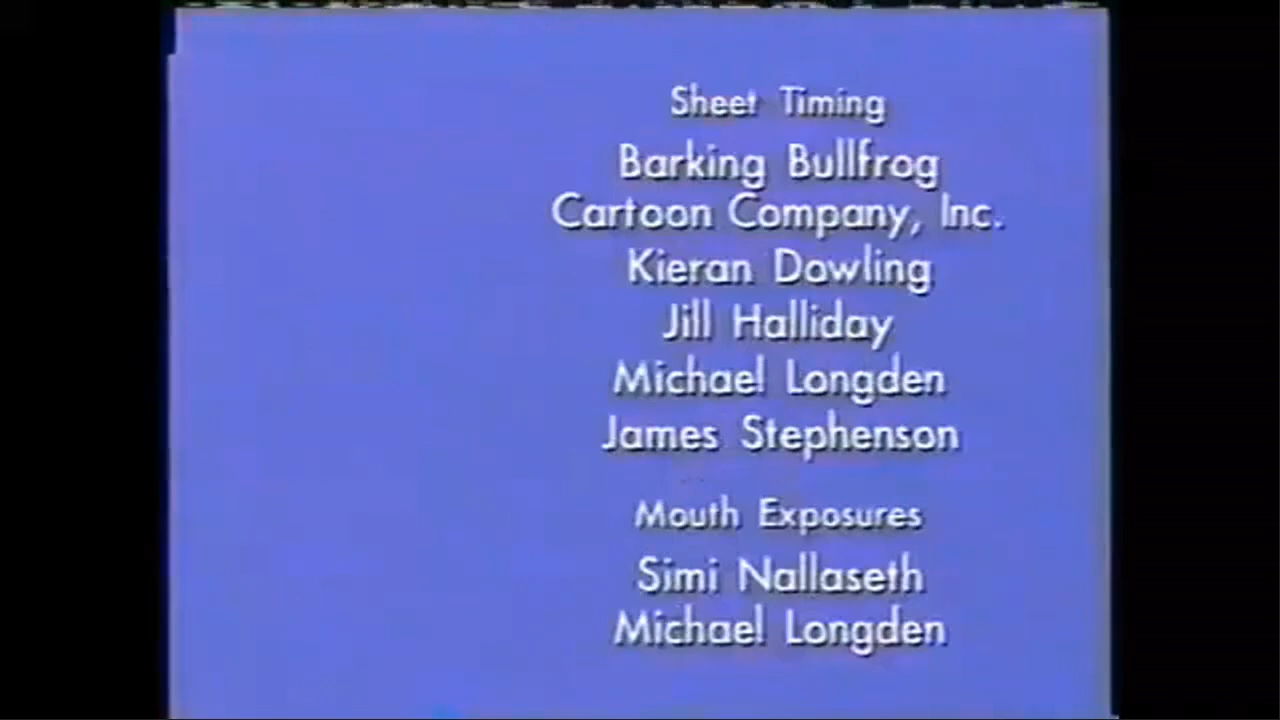 Sheet Timing
Barking Bullfrog
Cartoon Company, Inc.
Kieran Dowling
Jill Halliday
Michael Longden
James Stephenson
Mouth Exposures
Simi Nallaseth
Michael Longden